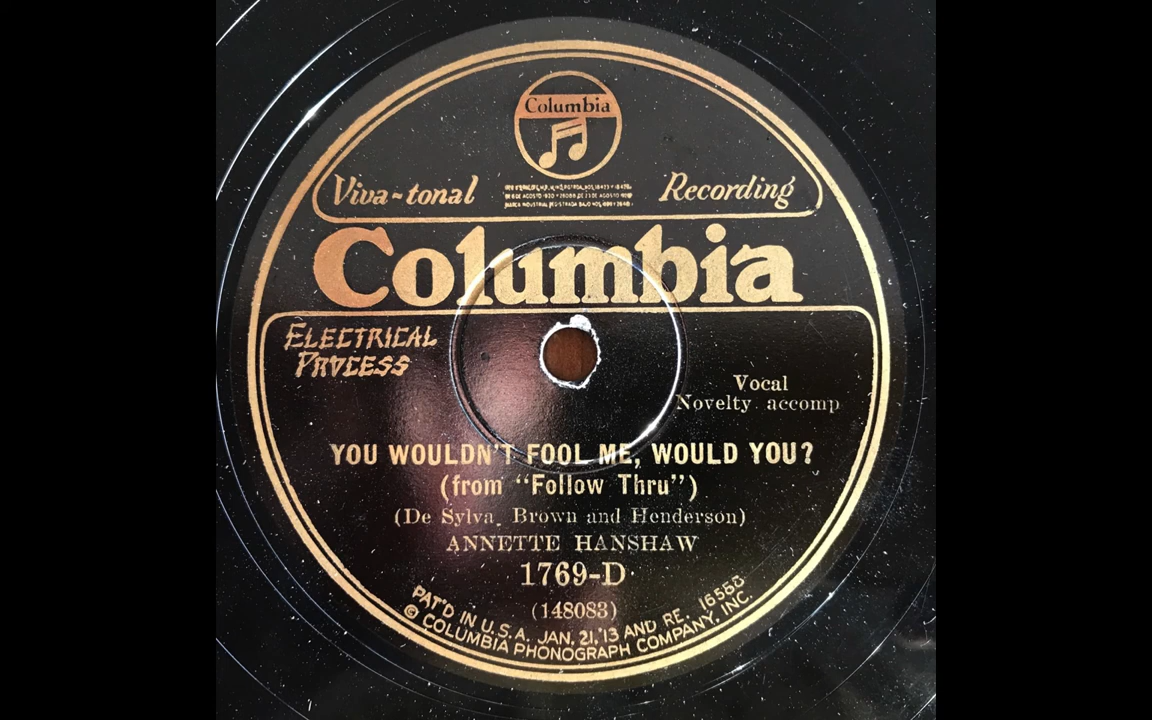 Columbia
Viva-tonal Recording
Columbia
ELECTRICAL
PROCESS
Vocal
Novelty accomp
YOU WOULDN'T FOOL ME, WOULD YOU?
(from “Follow Thru”)
(De Sylva, Brown and Henderson)
ANNETTE HANSHAW
1769-D
(148083)
PAT'D IN U.S.A. JAN. 21,'13 AND RE. 16588
© COLUMBIA PHONOGRAPH COMPANY, INC.